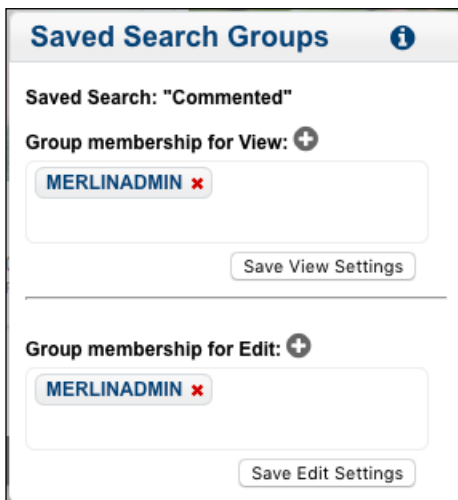 Saved Search Groups
Saved Search: "Commented"
Group membership for View:
MERLINADMIN
Save View Settings
Group membership for Edit:
MERLINADMIN
Save Edit Settings